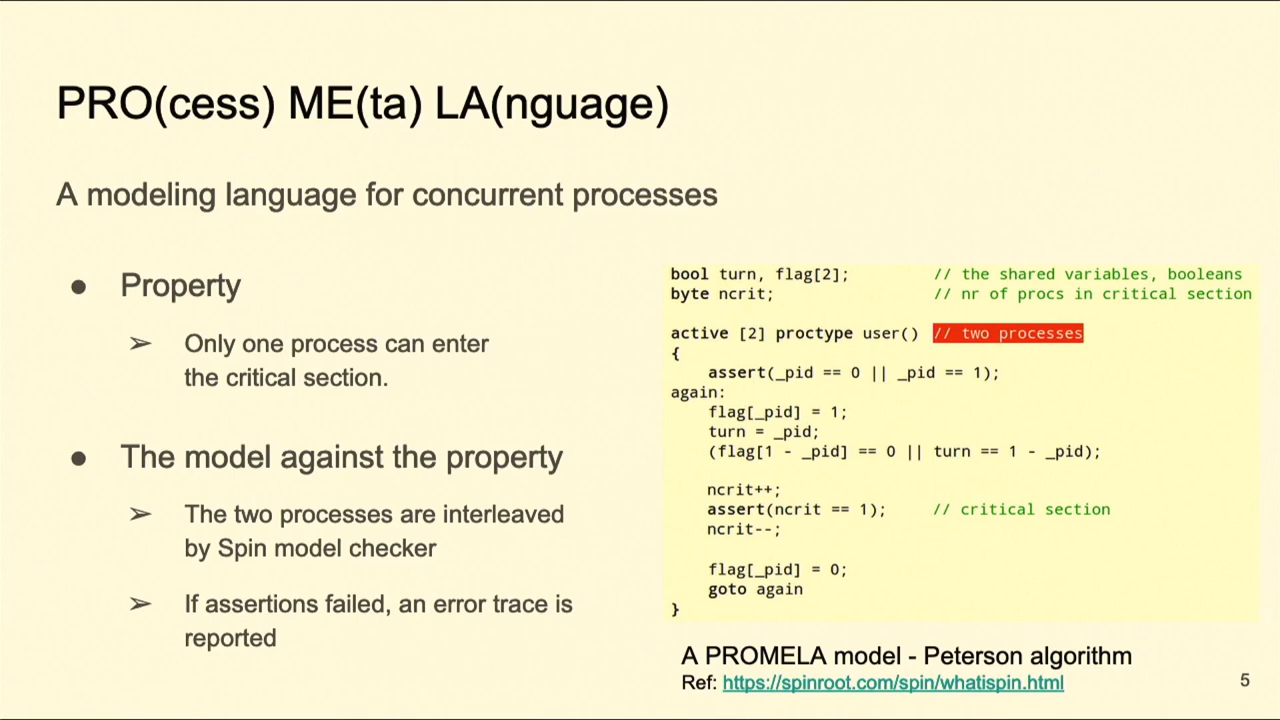 PRO(cess) ME(ta) LA(nguage)
A modeling language for concurrent processes
● Property
➢ Only one process can enter
the critical section.
● The model against the property
➢ The two processes are interleaved
by Spin model checker
➢ If assertions failed, an error trace is
reported
bool turn, flag[2]; // the shared variables, booleans
byte ncrit; // nr of procs in critical section
active [2] proctype user() // two processes
{
assert(_pid == 0 || _pid == 1);
again:
flag[_pid] = 1;
turn = _pid;
(flag[1 - _pid] == 0 || turn == 1 - _pid);
ncrit++;
assert(ncrit == 1); // critical section
ncrit--;
flag[_pid] = 0;
goto again
}
A PROMELA model - Peterson algorithm
Ref: https://spinroot.com/spin/whatispin.html
5